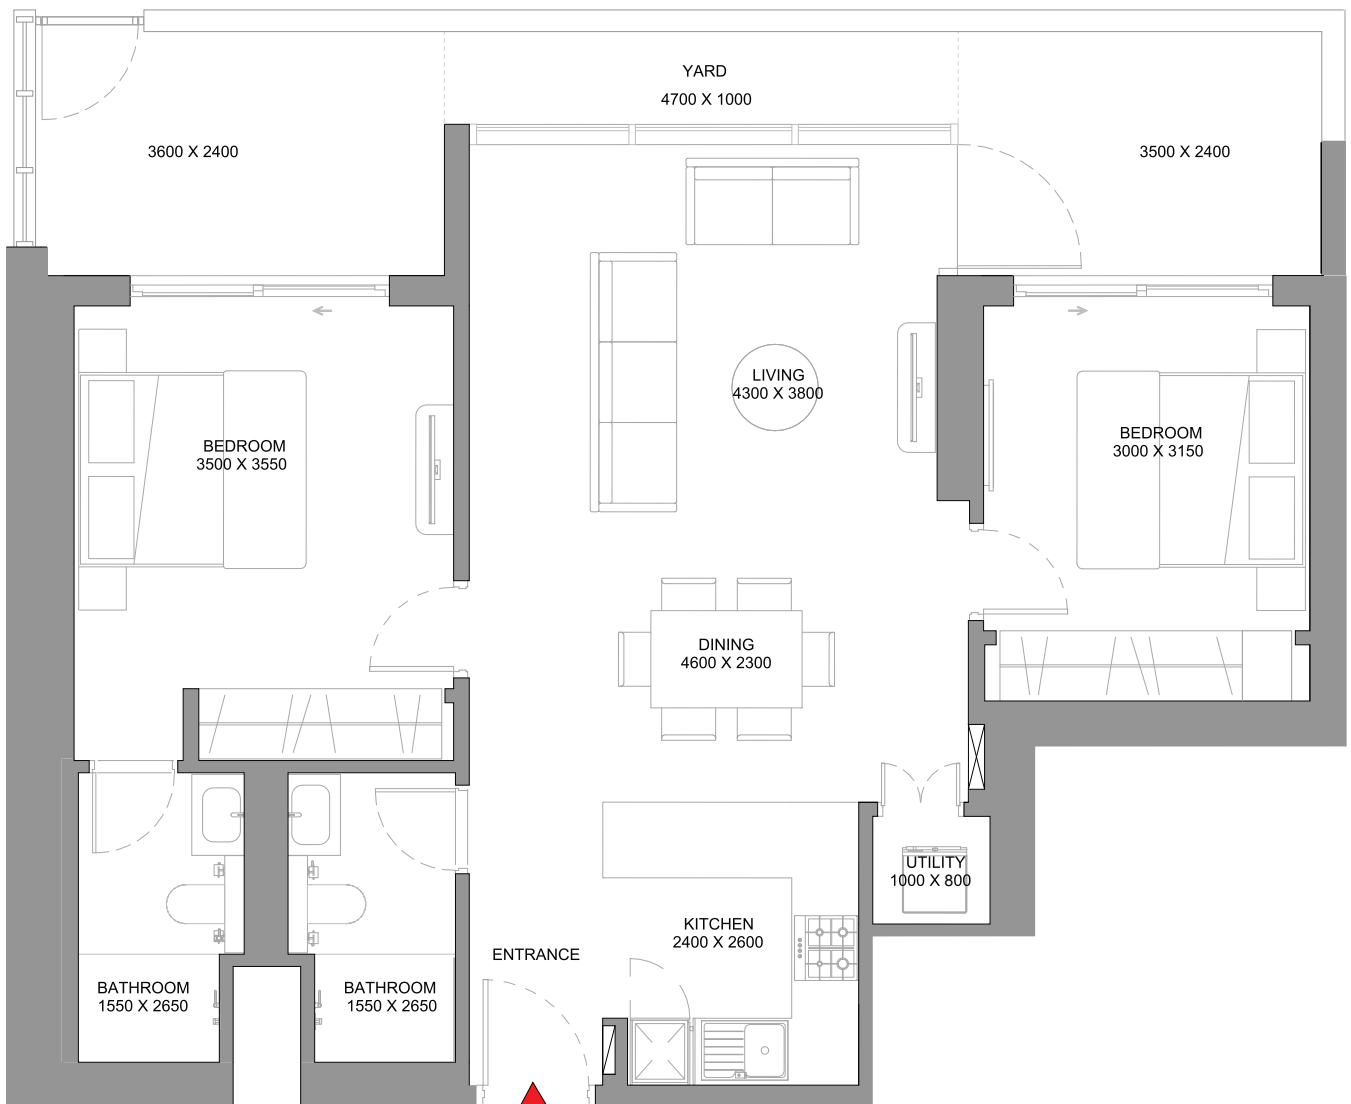 YARD
4700 X 1000
3600 X 2400
3500 X 2400
LIVING
4300 X 3800
BEDROOM
3500 X 3550
BEDROOM
3000 X 3150
DINING
4600 X 2300
UTILITY
1000 X 800
KITCHEN
2400 X 2600
ENTRANCE
BATHROOM
1550 X 2650
BATHROOM
1550 X 2650